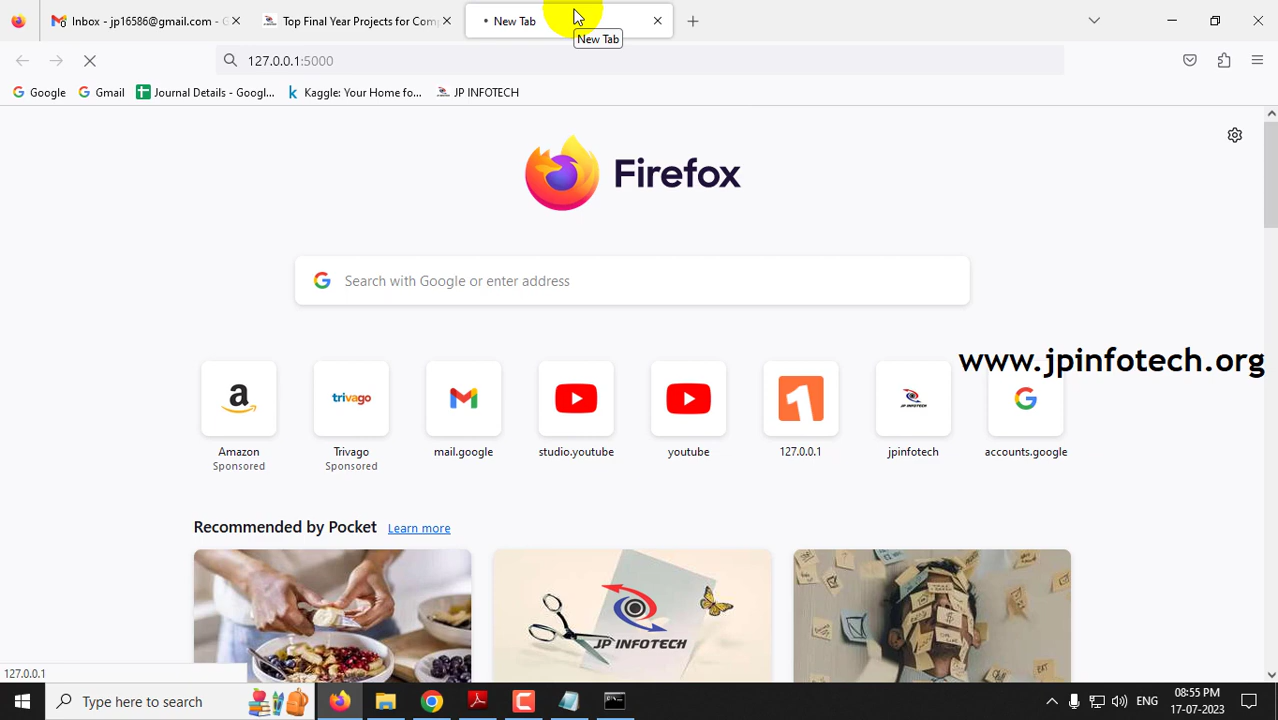 Inbox - jp16586@gmail.com - G
Top Final Year Projects for Comp
New Tab
New Tab
127.0.0.1:5000
Google
Gmail
Journal Details - Googl...
Kaggle: Your Home fo...
JP INFOTECH
Firefox
Search with Google or enter address
www.jpinfotech.org
Amazon
Sponsored
trivago
Trivago
Sponsored
mail.google
studio.youtube
youtube
127.0.0.1
jpinfotech
accounts.google
Recommended by Pocket Learn more
JP INFOTECH
127.0.0.1
Type here to search
ENG
08:55 PM
17-07-2023